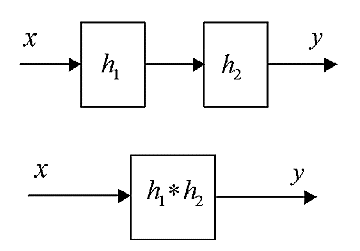 x h₁ h₂ y
x h₁*h₂ y